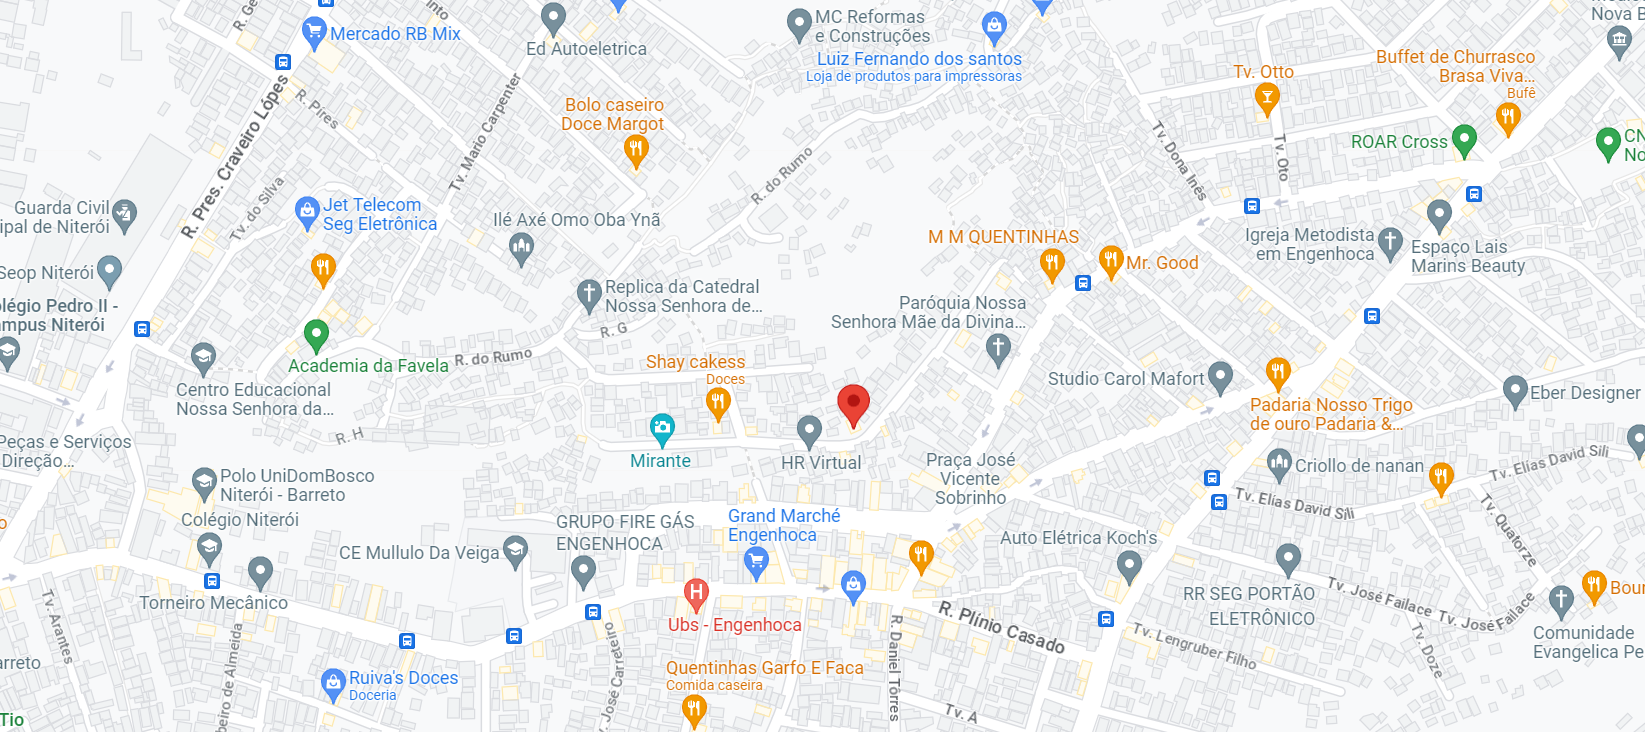 R. Ge
into
Mercado RB Mix
Ed Autoeletrica
MC Reformas
e Construções
Luiz Fernando dos santos
Loja de produtos para impressoras
Nova B
Buffet de Churrasco
Brasa Viva...
Bufê
Tv. Otto
R. Pires
R. Pres. Craveiro Lópes
Tv. Mario Carpenter
Bolo caseiro
Doce Margot
R. do Rumo
Tv. Dona Inês
Tv. Oto
ROAR Cross
CN
No
Guarda Civil
ipal de Niterói
Tv. do Silva
Jet Telecom
Seg Eletrônica
Ilé Axé Omo Oba Ynã
M M QUENTINHAS
Mr. Good
Igreja Metodista
em Engenhoca
Espaço Lais
Marins Beauty
Seop Niterói
olégio Pedro II -
ampus Niterói
Replica da Catedral
Nossa Senhora de...
R. G
Paróquia Nossa
Senhora Mãe da Divina...
Academia da Favela
R. do Rumo
Shay cakess
Doces
Centro Educacional
Nossa Senhora da...
Studio Carol Mafort
Padaria Nosso Trigo
de ouro Padaria &...
Eber Designer
Peças e Serviços
Direção...
R. H
Mirante
HR Virtual
Praça José
Vicente
Sobrinho
Criollo de nanan
Tv. Elias David Sili
Polo UniDomBosco
Niterói - Barreto
Tv. Elias David Sili
Tv. Quatorze
Colégio Niterói
GRUPO FIRE GÁS
ENGENHOCA
Grand Marché
Engenhoca
CE Mullulo Da Veiga
Auto Elétrica Koch's
Torneiro Mecânico
RR SEG PORTÃO
ELETRÔNICO
Tv. José Failace
Tv. José Failace
Bour
Tv. Arantes
Ubs - Engenhoca
R. Plínio Casado
Tv. Lengruber Filho
Tv. Doze
Comunidade
Evangelica Pe
arreto
beiro de Almeida
R. José Carreteiro
R. Daniel Tôrres
Ruiva's Doces
Doceria
Quentinhas Garfo E Faca
Comida caseira
Tv. A
Tio